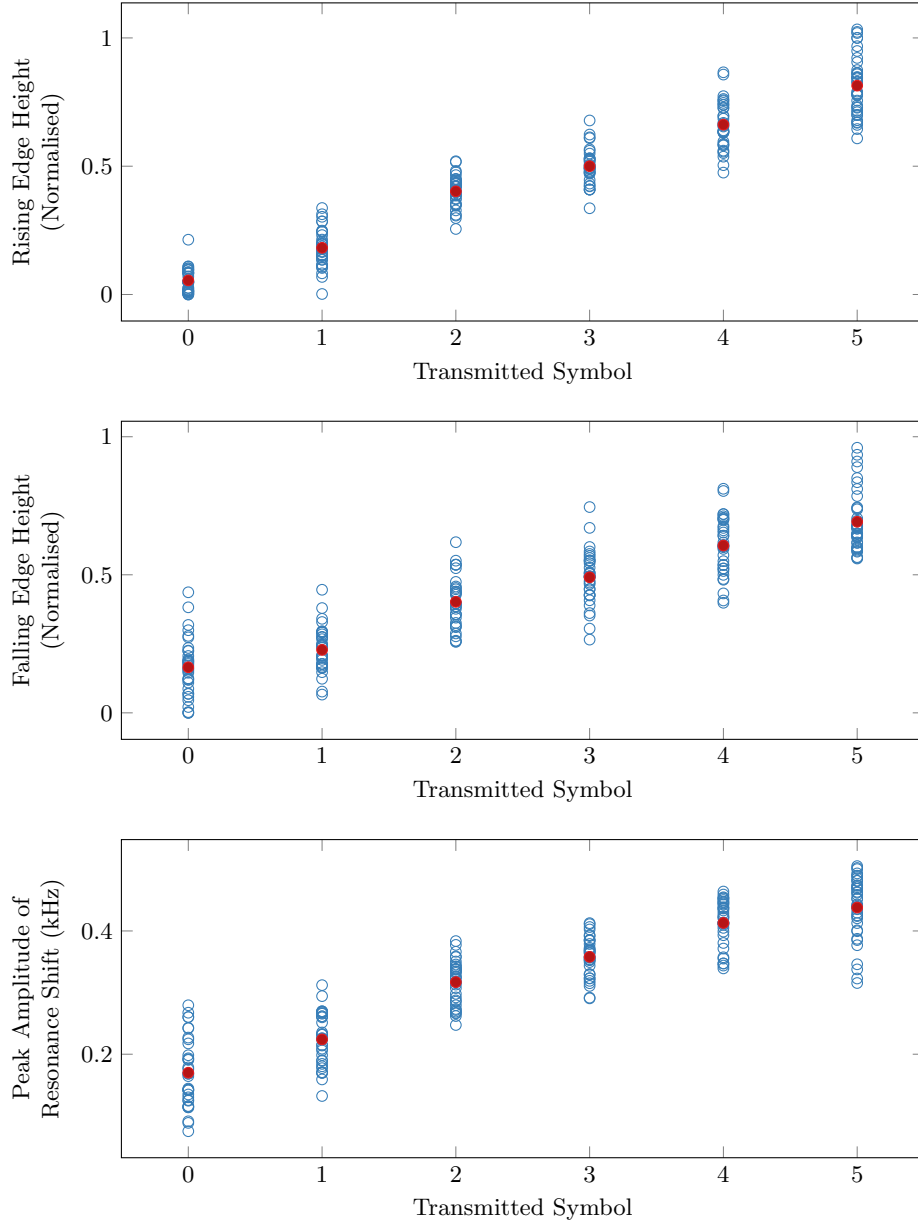 1
0.5
0
Rising Edge Height
(Normalised)
0 1 2 3 4 5
Transmitted Symbol
1
0.5
0
Falling Edge Height
(Normalised)
0 1 2 3 4 5
Transmitted Symbol
0.4
0.2
Peak Amplitude of
Resonance Shift (kHz)
0 1 2 3 4 5
Transmitted Symbol